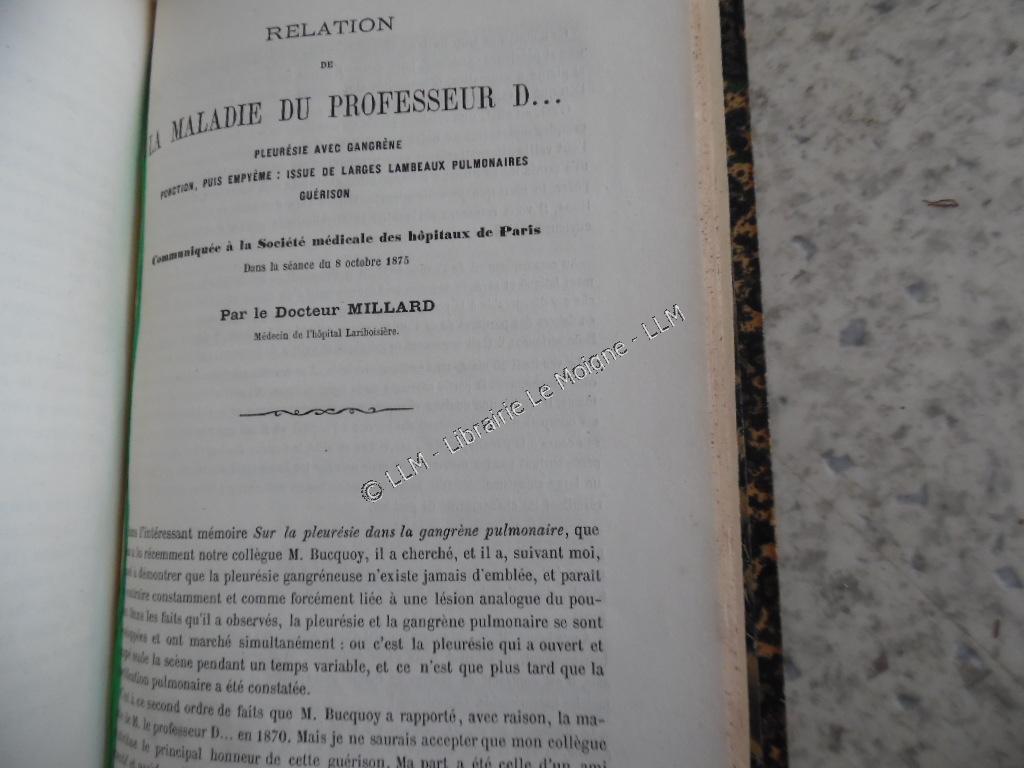 RELATION
DE
LA MALADIE DU PROFESSEUR D...
PLEURÉSIE AVEC GANGRÈNE
PONCTION, PUIS EMPYÈME : ISSUE DE LARGES LAMBEAUX PULMONAIRES
GUÉRISON
Communiquée à la Société médicale des hôpitaux de Paris
Dans la séance du 8 octobre 1875
Par le Docteur MILLARD
Médecin de l'hôpital Lariboisière.
© LLM - Librairie Le Moigne - LLM
l'intéressant mémoire Sur la pleurésie dans la gangrène pulmonaire, que
récemment notre collègue M. Bucquoy, il a cherché, et il a, suivant moi,
à démontrer que la pleurésie gangréneuse n'existe jamais d'emblée, et paraît
constamment et comme forcément liée à une lésion analogue du pou-
les faits qu'il a observés, la pleurésie et la gangrène pulmonaire se sont
et ont marché simultanément : ou c'est la pleurésie qui a ouvert et
la scène pendant un temps variable, et ce n'est que plus tard que la
pulmonaire a été constatée.
à ce second ordre de faits que M. Bucquoy a rapporté, avec raison, la ma-
de M. le professeur D... en 1870. Mais je ne saurais accepter que mon collègue
le principal honneur de cette guérison. Ma part a été celle d'un ami